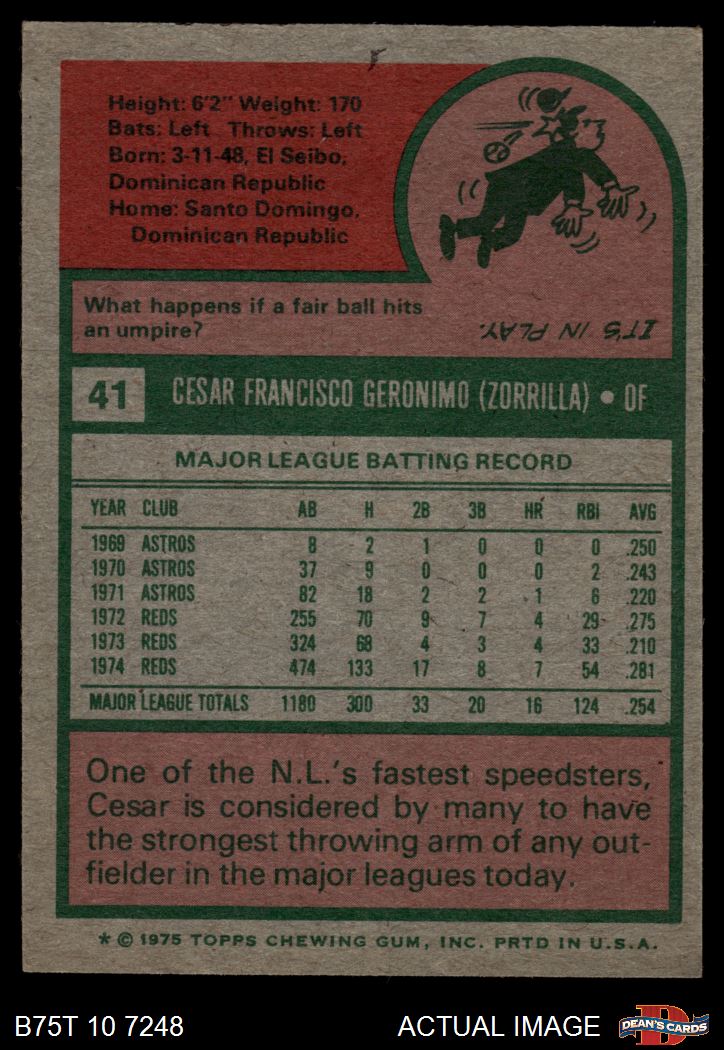 Height: 6'2" Weight: 170
Bats: Left Throws: Left
Born: 3-11-48, El Seibo,
Dominican Republic
Home: Santo Domingo,
Dominican Republic
What happens if a fair ball hits
an umpire?
IT'S IN PLAY.
41 CESAR FRANCISCO GERONIMO (ZORRILLA) • OF
MAJOR LEAGUE BATTING RECORD
YEAR CLUB AB H 2B 3B HR RBI AVG
1969 ASTROS 8 2 1 0 0 0 .250
1970 ASTROS 37 9 0 0 0 2 .243
1971 ASTROS 82 18 2 2 1 6 .220
1972 REDS 255 70 9 7 4 29 .275
1973 REDS 324 68 4 3 4 33 .210
1974 REDS 474 133 17 8 7 54 .281
MAJOR LEAGUE TOTALS 1180 300 33 20 16 124 .254
One of the N.L.'s fastest speedsters,
Cesar is considered by many to have
the strongest throwing arm of any out-
fielder in the major leagues today.
* © 1975 TOPPS CHEWING GUM, INC. PRTD IN U.S.A.
B75T 10 7248 ACTUAL IMAGE
D
DEAN'S CARDS